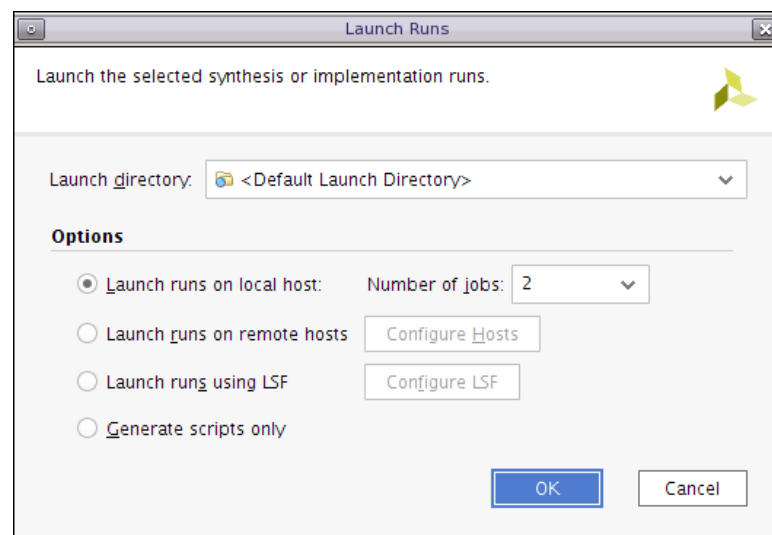 Launch Runs
Launch the selected synthesis or implementation runs.
Launch directory: <Default Launch Directory>
Options
Launch runs on local host: Number of jobs: 2
Launch runs on remote hosts Configure Hosts
Launch runs using LSF Configure LSF
Generate scripts only
OK Cancel